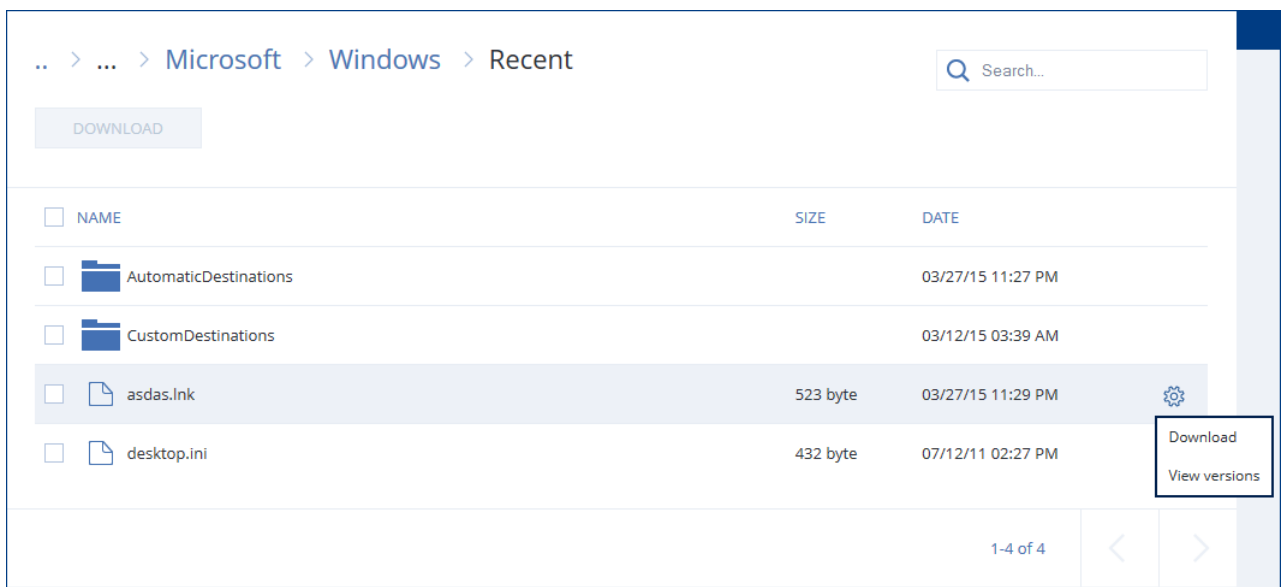 .. > ... > Microsoft > Windows > Recent
Search...
DOWNLOAD
NAME SIZE DATE
AutomaticDestinations 03/27/15 11:27 PM
CustomDestinations 03/12/15 03:39 AM
asdas.lnk 523 byte 03/27/15 11:29 PM
desktop.ini 432 byte 07/12/11 02:27 PM
Download
View versions
1-4 of 4